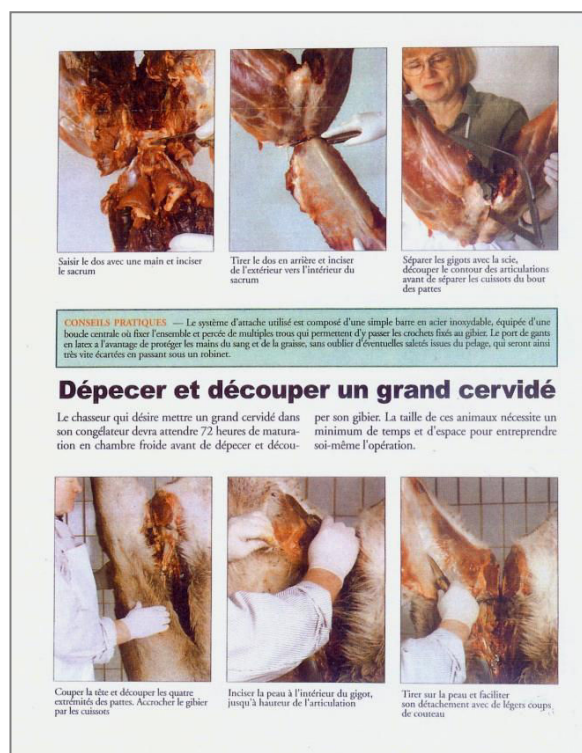 Saisir le dos avec une main et inciser
le sacrum
Tirer le dos en arrière et inciser
de l'extérieur vers l'intérieur du
sacrum
Séparer les gigots avec la scie,
découper le contour des articulations
avant de séparer les cuissots du bout
des pattes
CONSEILS PRATIQUES — Le système d'attache utilisé est composé d'une simple barre en acier inoxydable, équipée d'une
boucle centrale où fixer l'ensemble et percée de multiples trous qui permettent d'y passer les crochets fixés au gibier. Le port de gants
en latex a l'avantage de protéger les mains du sang et de la graisse, sans oublier d'éventuelles saletés issues du pelage, qui seront ainsi
très vite écartées en passant sous un robinet.
Dépecer et découper un grand cervidé
Le chasseur qui désire mettre un grand cervidé dans
son congélateur devra attendre 72 heures de matura-
tion en chambre froide avant de dépecer et décou-
per son gibier. La taille de ces animaux nécessite un
minimum de temps et d'espace pour entreprendre
soi-même l'opération.
Couper la tête et découper les quatre
extrémités des pattes. Accrocher le gibier
par les cuissots
Inciser la peau à l'intérieur du gigot,
jusqu'à hauteur de l'articulation
Tirer sur la peau et faciliter
son détachement avec de légers coups
de couteau